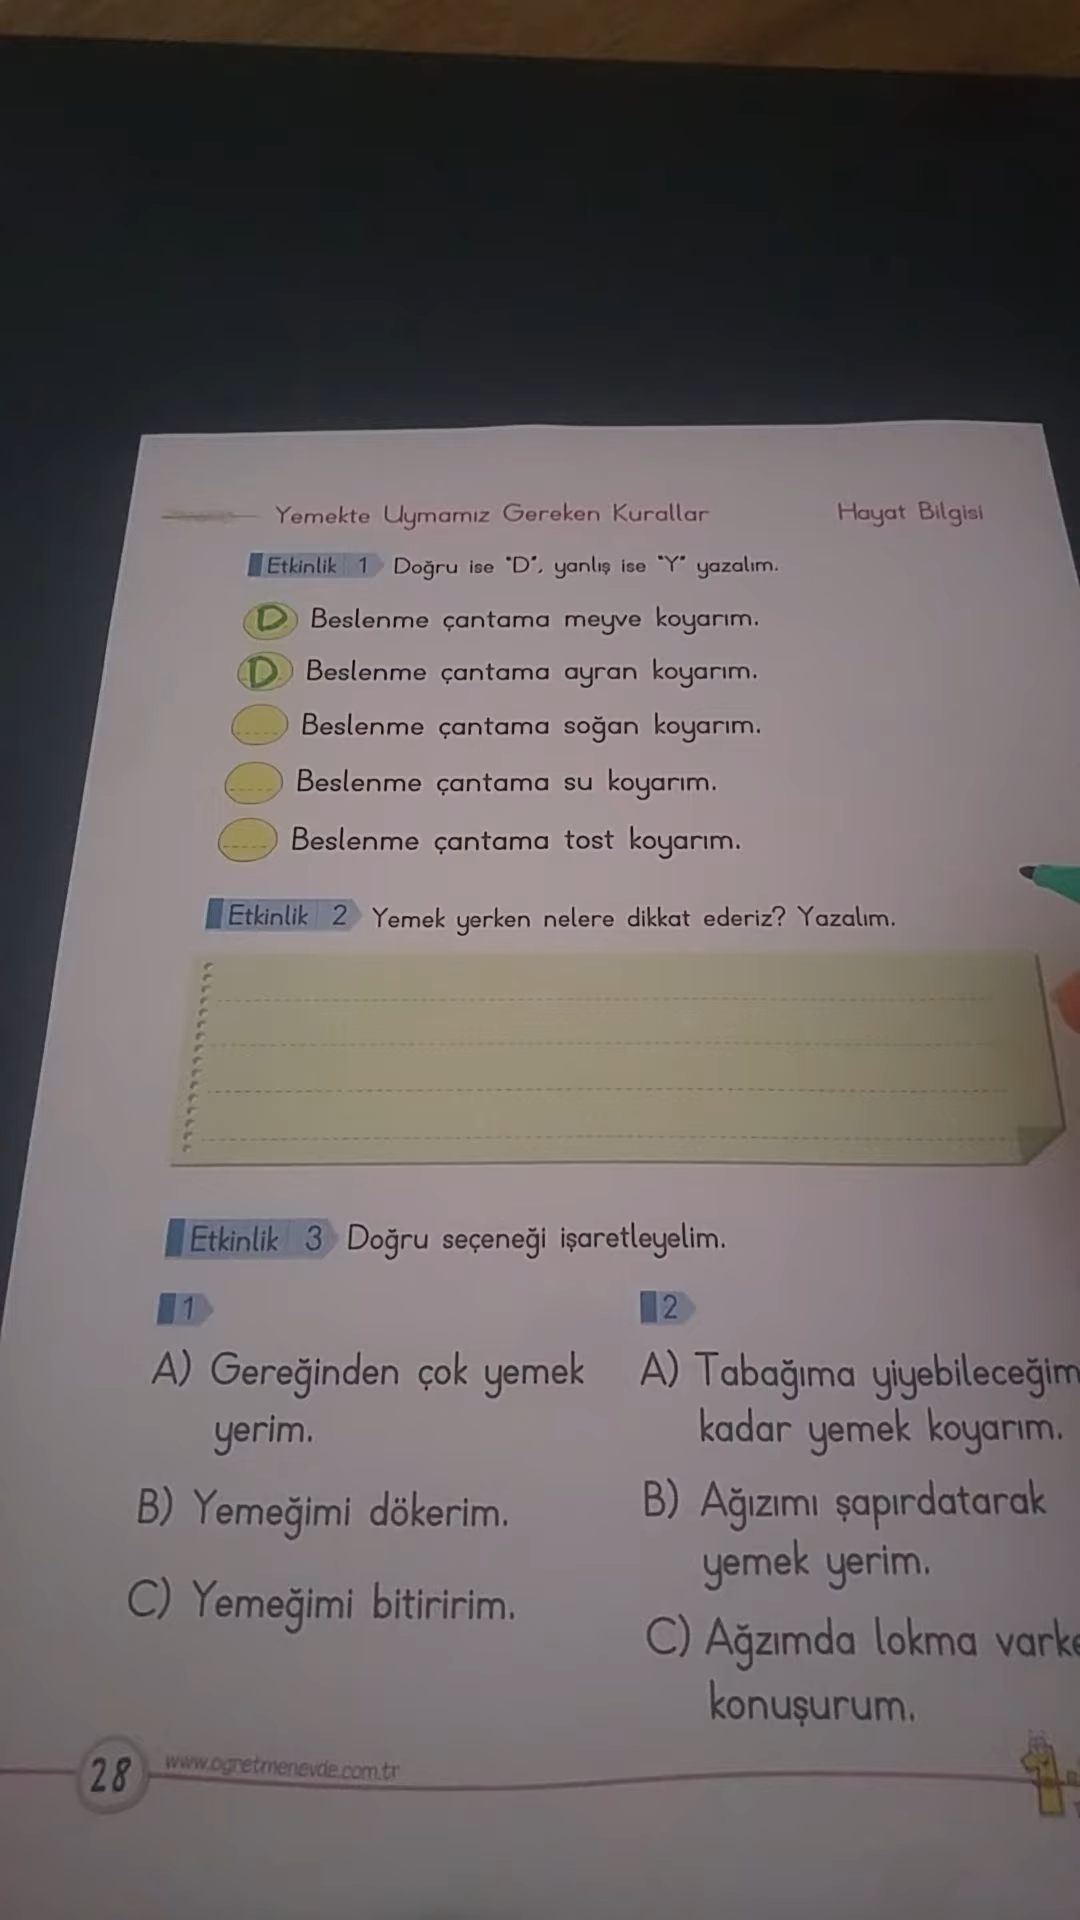 Yemekte Uymamız Gereken Kurallar
Hayat Bilgisi
Etkinlik 1 Doğru ise "D", yanlış ise "Y" yazalım.
D Beslenme çantama meyve koyarım.
D Beslenme çantama ayran koyarım.
Beslenme çantama soğan koyarım.
Beslenme çantama su koyarım.
Beslenme çantama tost koyarım.
Etkinlik 2 Yemek yerken nelere dikkat ederiz? Yazalım.
Etkinlik 3 Doğru seçeneği işaretleyelim.
1
A) Gereğinden çok yemek
yerim.
B) Yemeğimi dökerim.
C) Yemeğimi bitiririm.
2
A) Tabağıma yiyebileceğim
kadar yemek koyarım.
B) Ağızımı şapırdatarak
yemek yerim.
C) Ağzımda lokma varke
konuşurum.
28
www.ogretmenevde.com.tr
1